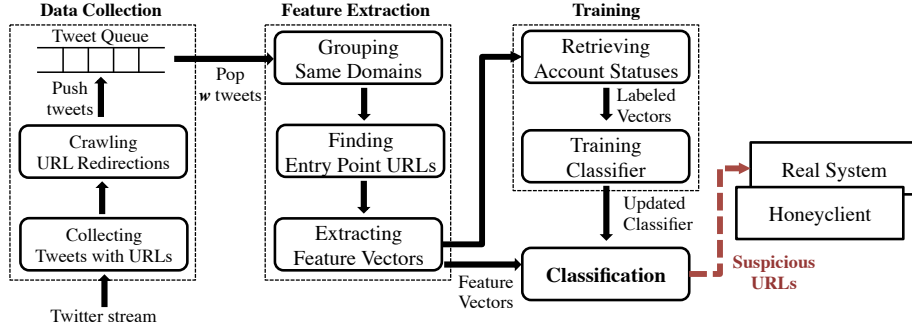 Data Collection
Tweet Queue
Push
tweets
Crawling
URL Redirections
Collecting
Tweets with URLs
Twitter stream
Pop
w tweets
Feature Extraction
Grouping
Same Domains
Finding
Entry Point URLs
Extracting
Feature Vectors
Feature
Vectors
Training
Retrieving
Account Statuses
Labeled
Vectors
Training
Classifier
Updated
Classifier
Classification
Suspicious
URLs
Real System
Honeyclient